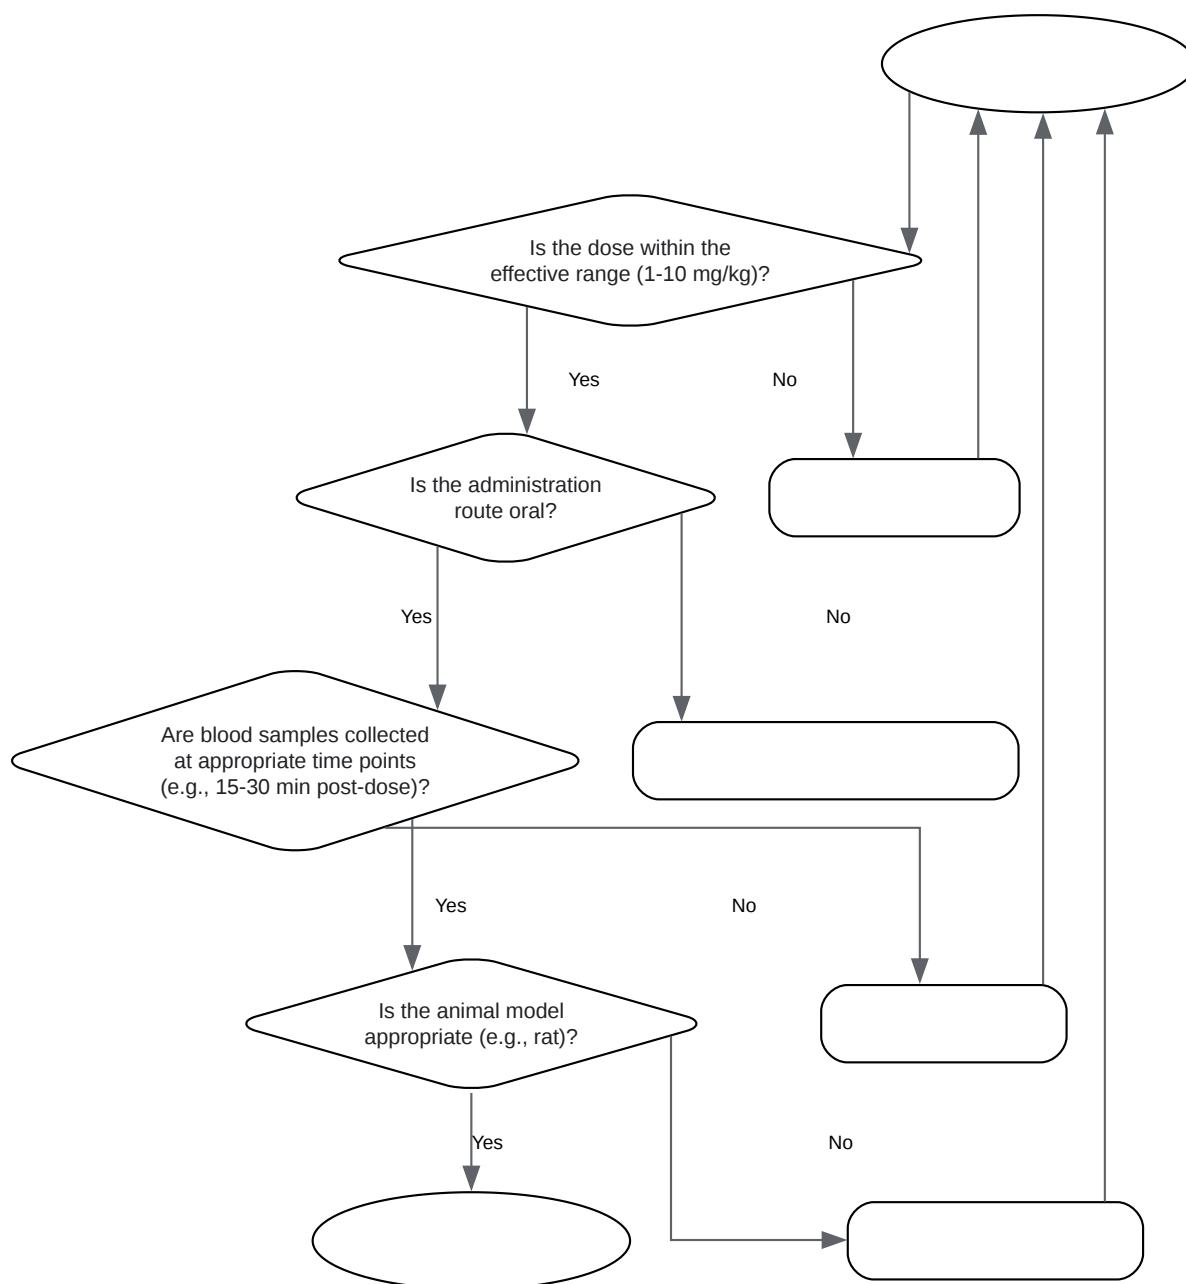 Is the dose within the
effective range (1-10 mg/kg)?
Yes
No
Is the administration
route oral?
Yes
No
Are blood samples collected
at appropriate time points
(e.g., 15-30 min post-dose)?
Yes
No
Is the animal model
appropriate (e.g., rat)?
Yes
No